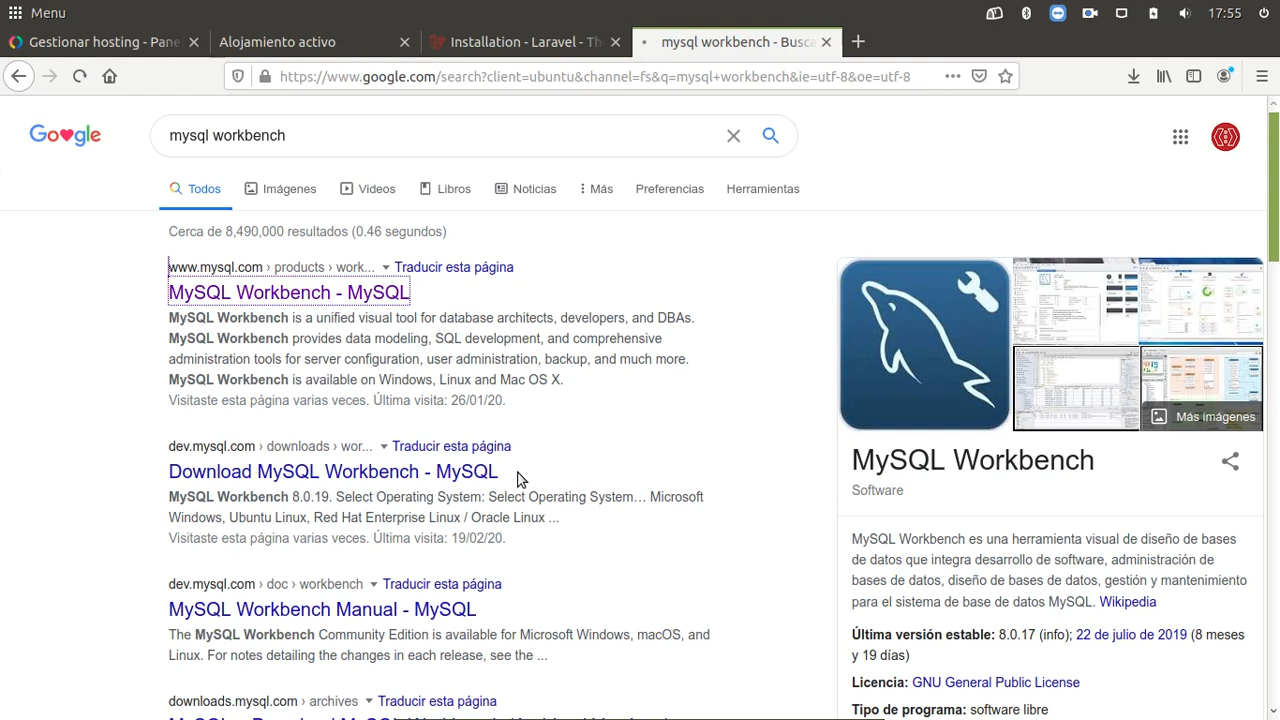 Menu
17:55
Gestionar hosting - Pane
Alojamiento activo
Installation - Laravel - Th
mysql workbench - Busca
https://www.google.com/search?client=ubuntu&channel=fs&q=mysql+workbench&ie=utf-8&oe=utf-8
Google
mysql workbench
Todos
Imágenes
Videos
Libros
Noticias
Más
Preferencias
Herramientas
Cerca de 8,490,000 resultados (0.46 segundos)
www.mysql.com › products › work... Traducir esta página
MySQL Workbench - MySQL
MySQL Workbench is a unified visual tool for database architects, developers, and DBAs.
MySQL Workbench provides data modeling, SQL development, and comprehensive
administration tools for server configuration, user administration, backup, and much more.
MySQL Workbench is available on Windows, Linux and Mac OS X.
Visitaste esta página varias veces. Última visita: 26/01/20.
dev.mysql.com › downloads › wor... Traducir esta página
Download MySQL Workbench - MySQL
MySQL Workbench 8.0.19. Select Operating System: Select Operating System… Microsoft
Windows, Ubuntu Linux, Red Hat Enterprise Linux / Oracle Linux ...
Visitaste esta página varias veces. Última visita: 19/02/20.
dev.mysql.com › doc › workbench Traducir esta página
MySQL Workbench Manual - MySQL
The MySQL Workbench Community Edition is available for Microsoft Windows, macOS, and
Linux. For notes detailing the changes in each release, see the ...
downloads.mysql.com › archives Traducir esta página
Más imágenes
MySQL Workbench
Software
MySQL Workbench es una herramienta visual de diseño de bases
de datos que integra desarrollo de software, administración de
bases de datos, diseño de bases de datos, gestión y mantenimiento
para el sistema de base de datos MySQL. Wikipedia
Última versión estable: 8.0.17 (info); 22 de julio de 2019 (8 meses
y 19 días)
Licencia: GNU General Public License
Tipo de programa: software libre